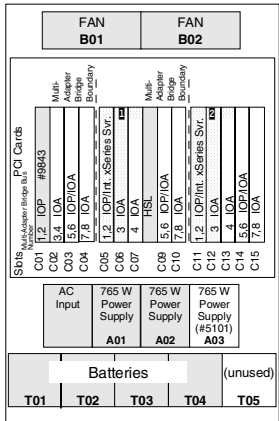 FAN
B01
FAN
B02
Multi-
Adapter
Bridge
Boundary
Multi-
Adapter
Bridge
Boundary
PCI Cards
Multi-Adapter Bridge Bus
Number
Slots
C01 1,2 IOP #9843
C02 3,4 IOA
C03 5,6 IOP/IOA
C04 7,8 IOA
C05 1,2 IOP/Int. xSeries Svr.
C06 3 IOA 1
C07 4 IOA
HSL
C09 5,6 IOP/IOA
C10 7,8 IOA
C11 1,2 IOP/Int. xSeries Svr.
C12 3 IOA 2
C13 4 IOA
C14 5,6 IOP/IOA
C15 7,8 IOA
AC
Input
765 W
Power
Supply
A01
765 W
Power
Supply
A02
765 W
Power
Supply
(#5101)
A03
Batteries
(unused)
T01
T02
T03
T04
T05